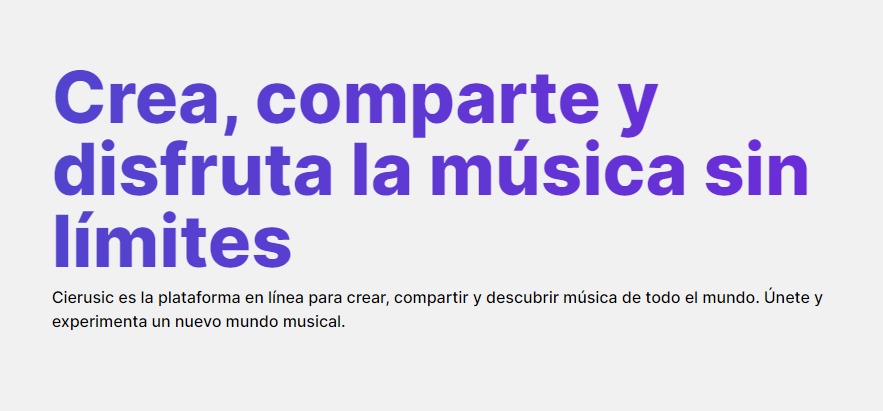 Crea, comparte y
disfruta la música sin
límites
Cierusic es la plataforma en línea para crear, compartir y descubrir música de todo el mundo. Únete y
experimenta un nuevo mundo musical.